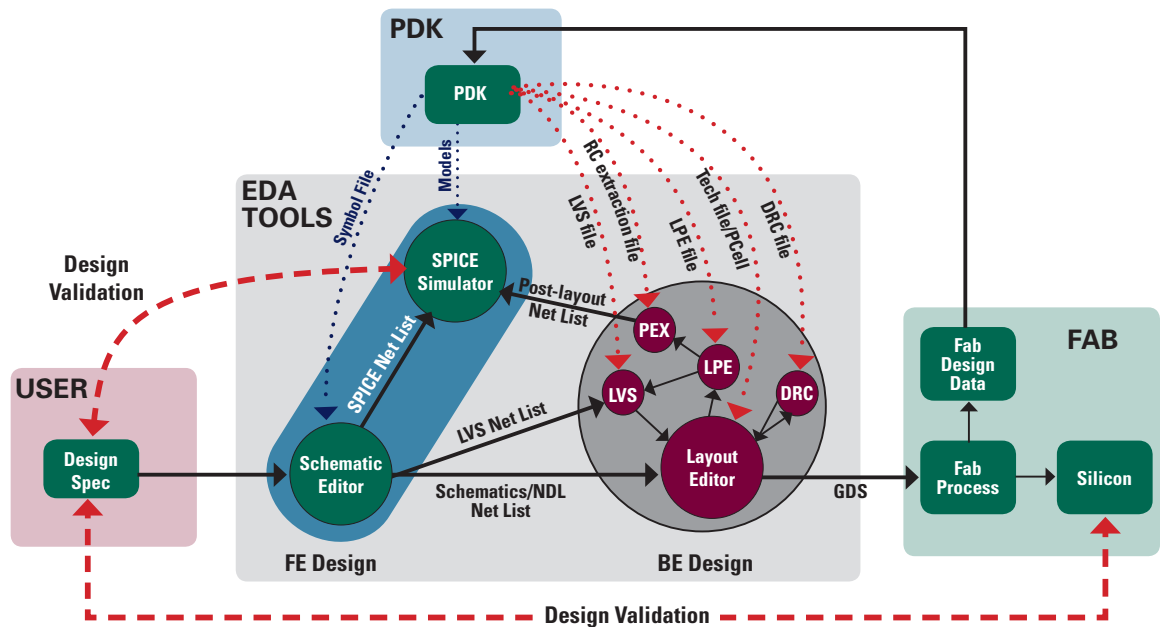 PDK
PDK
Symbol File
Models
LVS file
RC extraction file
LPE file
Tech file/PCell
DRC file
EDA
TOOLS
Design
Validation
SPICE
Simulator
Post-layout
Net List
SPICE Net List
PEX
LPE
LVS
DRC
LVS Net List
Schematic
Editor
Schematics/NDL
Net List
Layout
Editor
FE Design
BE Design
USER
Design
Spec
GDS
FAB
Fab
Design
Data
Fab
Process
Silicon
Design Validation